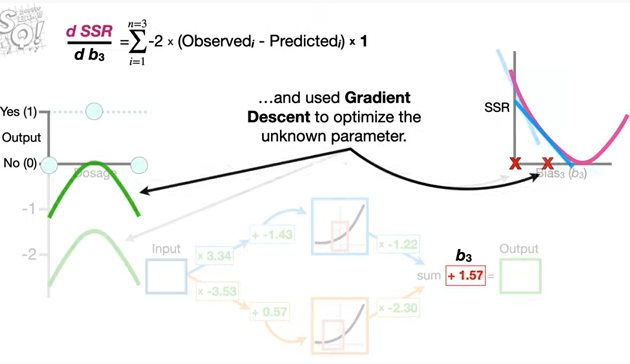 SQ!
d SSR
d b₃
n=3
= Σ -2 × (Observedᵢ - Predictedᵢ) × 1
i=1
...and used Gradient
Descent to optimize the
unknown parameter.
SSR
Bias₃ (b₃)
Yes (1)
Output
No (0)
Dosage
-1
-2
Input
× 3.34
+ -1.43
× -1.22
× -3.53
+ 0.57
× -2.30
b₃
sum + 1.57 =
Output